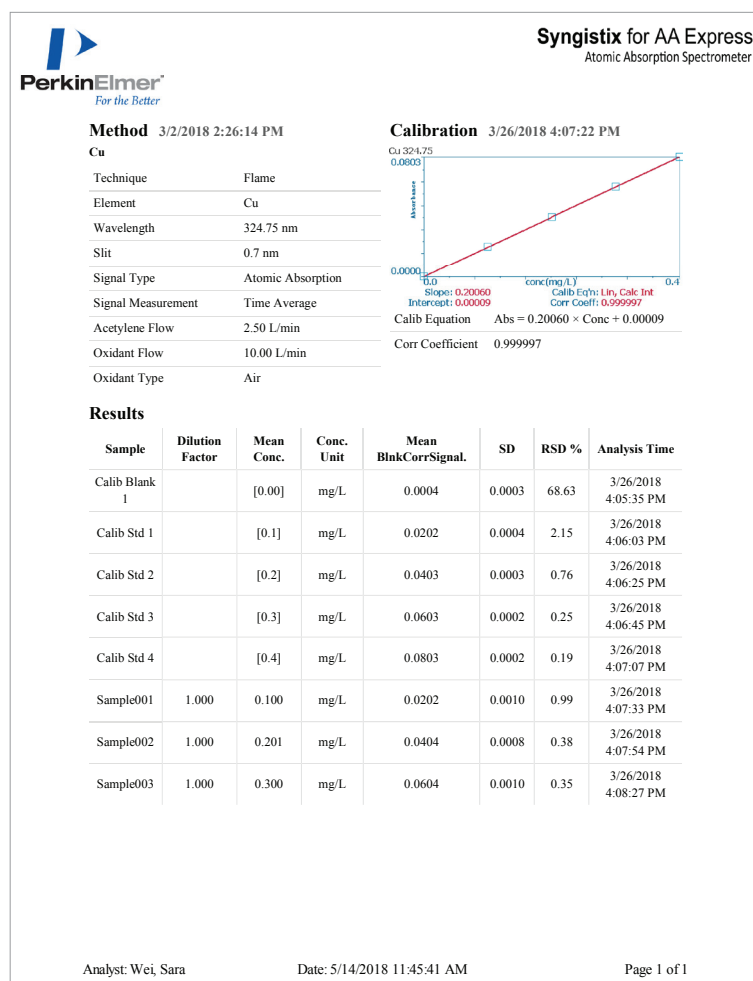 PerkinElmer
For the Better
Syngistix for AA Express
Atomic Absorption Spectrometer
Method 3/2/2018 2:26:14 PM
Cu
Technique Flame
Element Cu
Wavelength 324.75 nm
Slit 0.7 nm
Signal Type Atomic Absorption
Signal Measurement Time Average
Acetylene Flow 2.50 L/min
Oxidant Flow 10.00 L/min
Oxidant Type Air
Calibration 3/26/2018 4:07:22 PM
Cu 324.75
0.0803
Absorbance
0.0000
0.0 conc(mg/L) 0.4
Slope: 0.20060 Calib Eq'n: Lin, Calc Int
Intercept: 0.00009 Corr Coeff: 0.999997
Calib Equation Abs = 0.20060 × Conc + 0.00009
Corr Coefficient 0.999997
Results
Sample Dilution Factor Mean Conc. Conc. Unit Mean BlnkCorrSignal. SD RSD % Analysis Time
Calib Blank 1 [0.00] mg/L 0.0004 0.0003 68.63 3/26/2018 4:05:35 PM
Calib Std 1 [0.1] mg/L 0.0202 0.0004 2.15 3/26/2018 4:06:03 PM
Calib Std 2 [0.2] mg/L 0.0403 0.0003 0.76 3/26/2018 4:06:25 PM
Calib Std 3 [0.3] mg/L 0.0603 0.0002 0.25 3/26/2018 4:06:45 PM
Calib Std 4 [0.4] mg/L 0.0803 0.0002 0.19 3/26/2018 4:07:07 PM
Sample001 1.000 0.100 mg/L 0.0202 0.0010 0.99 3/26/2018 4:07:33 PM
Sample002 1.000 0.201 mg/L 0.0404 0.0008 0.38 3/26/2018 4:07:54 PM
Sample003 1.000 0.300 mg/L 0.0604 0.0010 0.35 3/26/2018 4:08:27 PM
Analyst: Wei, Sara Date: 5/14/2018 11:45:41 AM Page 1 of 1